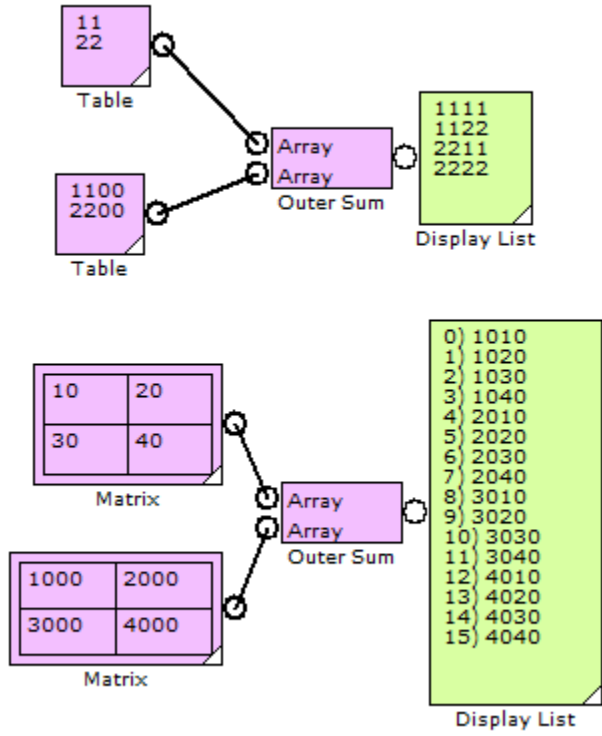 11
22
Table
1100
2200
Table
Array
Array
Outer Sum
1111
1122
2211
2222
Display List
10 20
30 40
Matrix
1000 2000
3000 4000
Matrix
Array
Array
Outer Sum
0) 1010
1) 1020
2) 1030
3) 1040
4) 2010
5) 2020
6) 2030
7) 2040
8) 3010
9) 3020
10) 3030
11) 3040
12) 4010
13) 4020
14) 4030
15) 4040
Display List